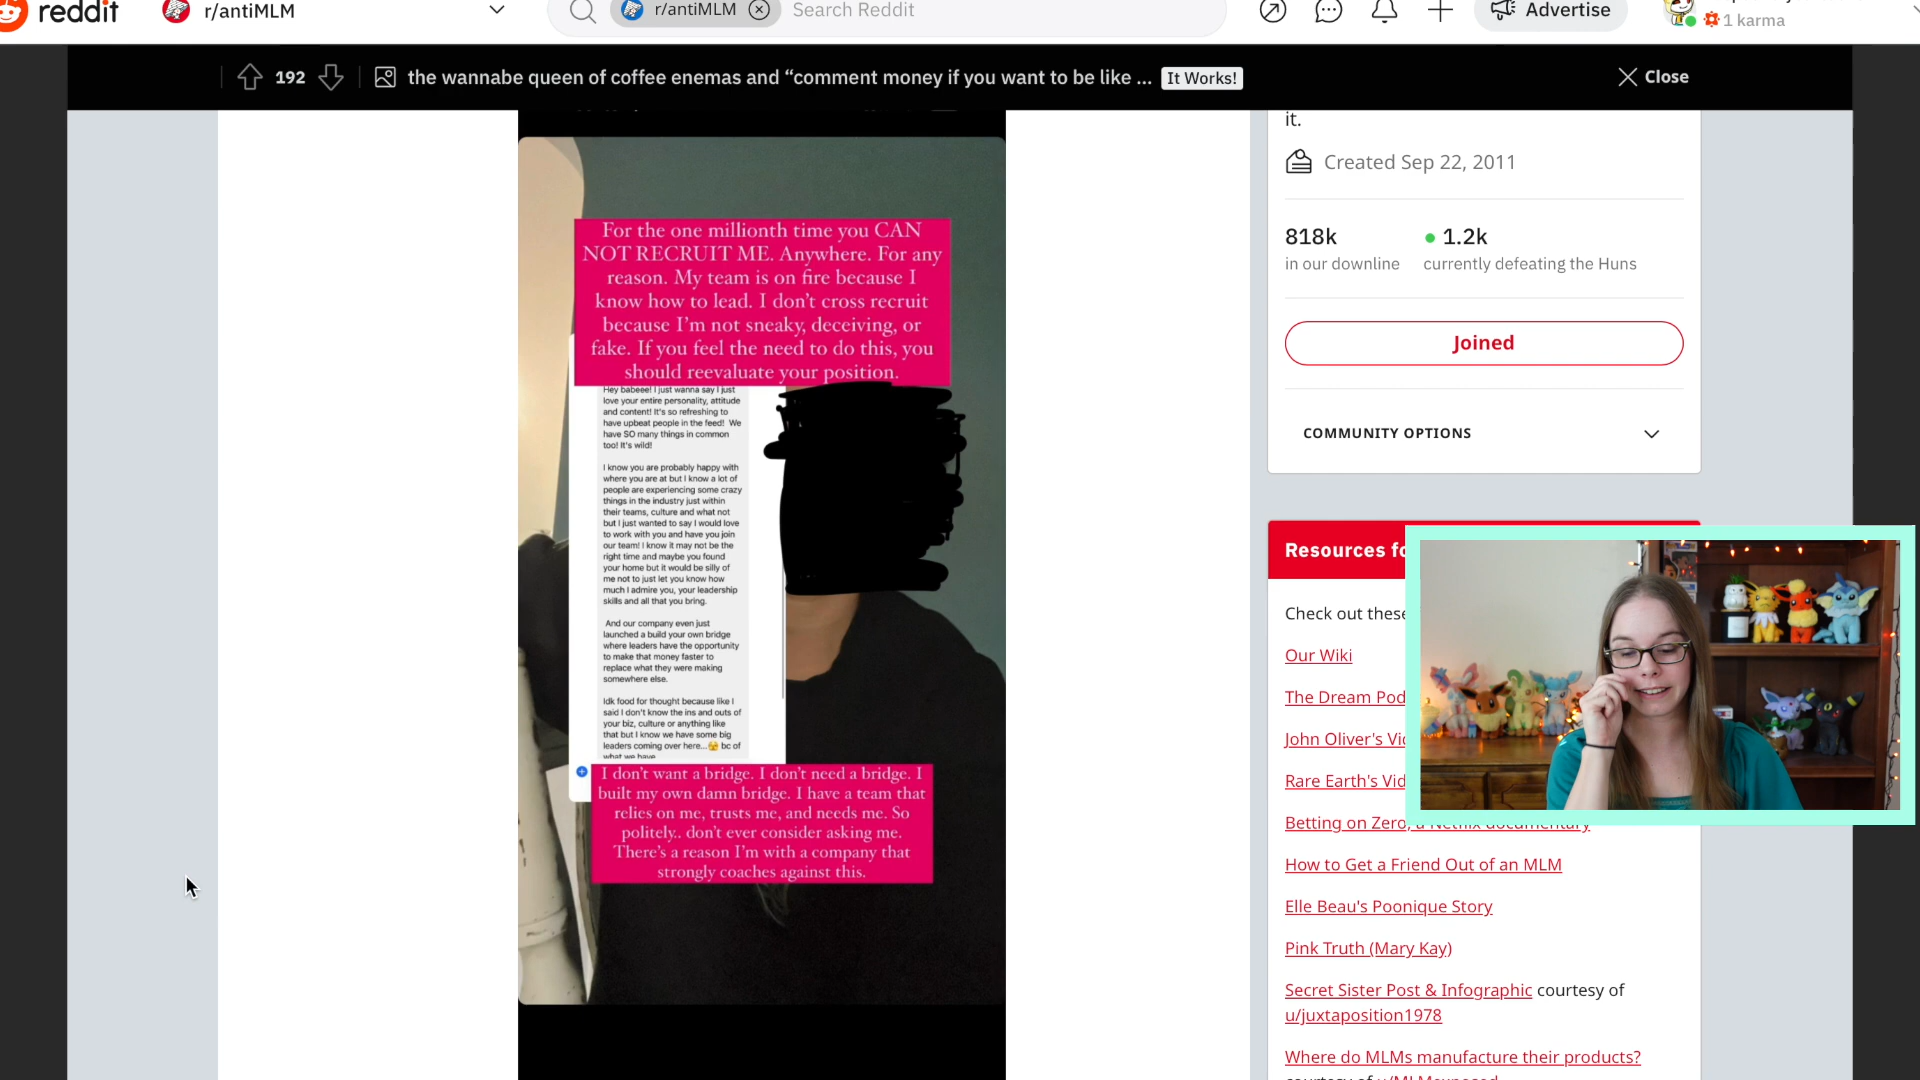 reddit
r/antiMLM
r/antiMLM
Search Reddit
Advertise
1 karma
192
the wannabe queen of coffee enemas and “comment money if you want to be like ...
It Works!
Close
For the one millionth time you CAN
NOT RECRUIT ME. Anywhere. For any
reason. My team is on fire because I
know how to lead. I don't cross recruit
because I'm not sneaky, deceiving, or
fake. If you feel the need to do this, you
should reevaluate your position.
Hey babeee! I just wanna say I just
love your entire personality, attitude
and content! It's so refreshing to
have upbeat people in the feed! We
have SO many things in common
too! It's wild!
I know you are probably happy with
where you are at but I know a lot of
people are experiencing some crazy
things in the industry just within
their teams, culture and what not
but I just wanted to say I would love
to work with you and have you join
our team! I know it may not be the
right time and maybe you found
your home but it would be silly of
me not to just let you know how
much I admire you, your leadership
skills and all that you bring.
And our company even just
launched a build your own bridge
where leaders have the opportunity
to make that money faster to
replace what they were making
somewhere else.
Idk food for thought because like I
said I don't know the ins and outs of
your biz, culture or anything like
that but I know we have some big
leaders coming over here...🫣 bc of
what we have
I don't want a bridge. I don't need a bridge. I
built my own damn bridge. I have a team that
relies on me, trusts me, and needs me. So
politely.. don't ever consider asking me.
There's a reason I'm with a company that
strongly coaches against this.
it.
Created Sep 22, 2011
818k
1.2k
in our downline
currently defeating the Huns
Joined
COMMUNITY OPTIONS
Resources
Check out these
Our Wiki
The Dream Pod
John Oliver's
Rare Earth's
Betting on Zero, a Netflix documentary
How to Get a Friend Out of an MLM
Elle Beau's Poonique Story
Pink Truth (Mary Kay)
Secret Sister Post & Infographic courtesy of
u/juxtaposition1978
Where do MLMs manufacture their products?
courtesy of u/MLMexposed